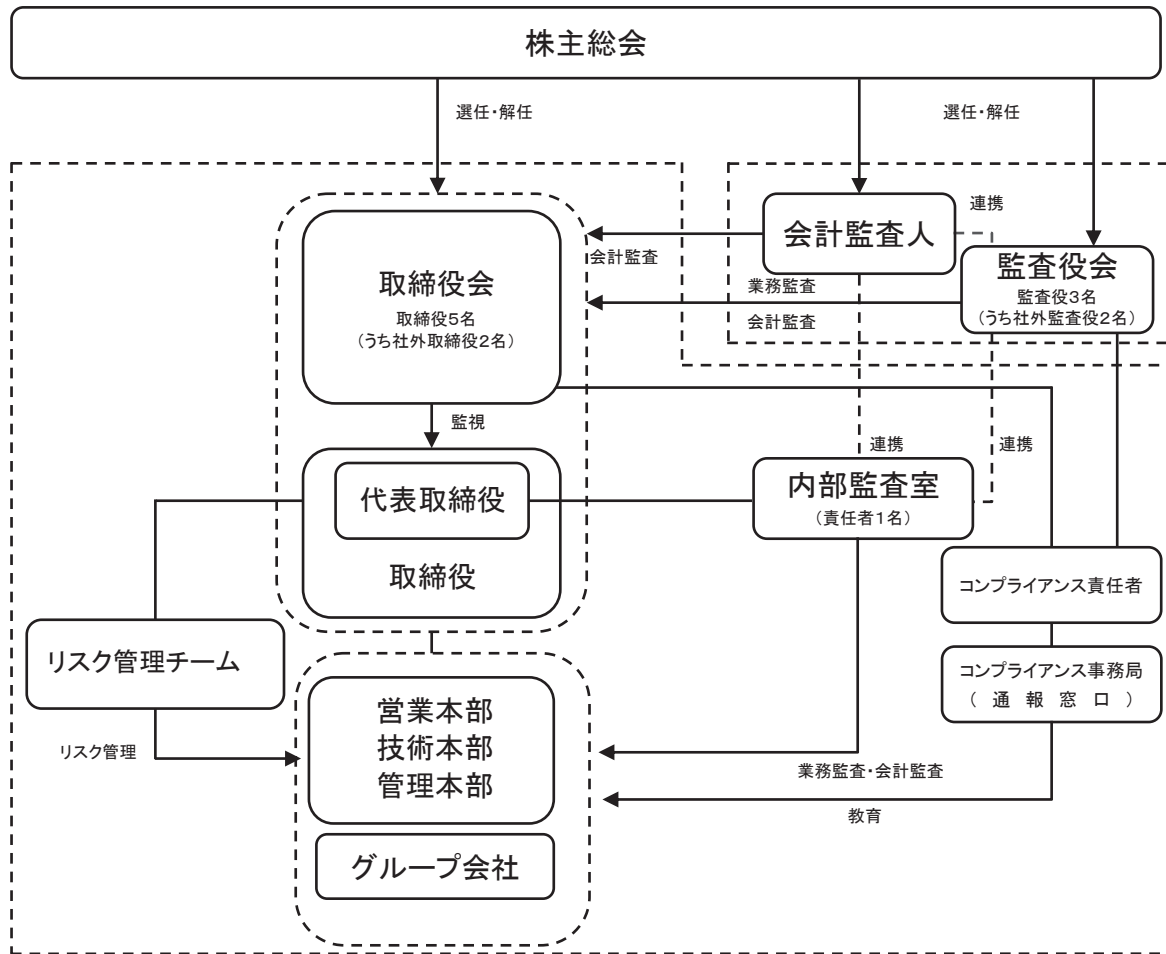 株主総会
選任・解任
選任・解任
会計監査人
連携
監査役会
監査役3名
(うち社外監査役2名)
会計監査
業務監査
会計監査
取締役会
取締役5名
(うち社外取締役2名)
監視
代表取締役
取締役
連携
連携
内部監査室
(責任者1名)
コンプライアンス責任者
コンプライアンス事務局
( 通 報 窓 口 )
リスク管理チーム
リスク管理
営業本部
技術本部
管理本部
業務監査・会計監査
教育
グループ会社